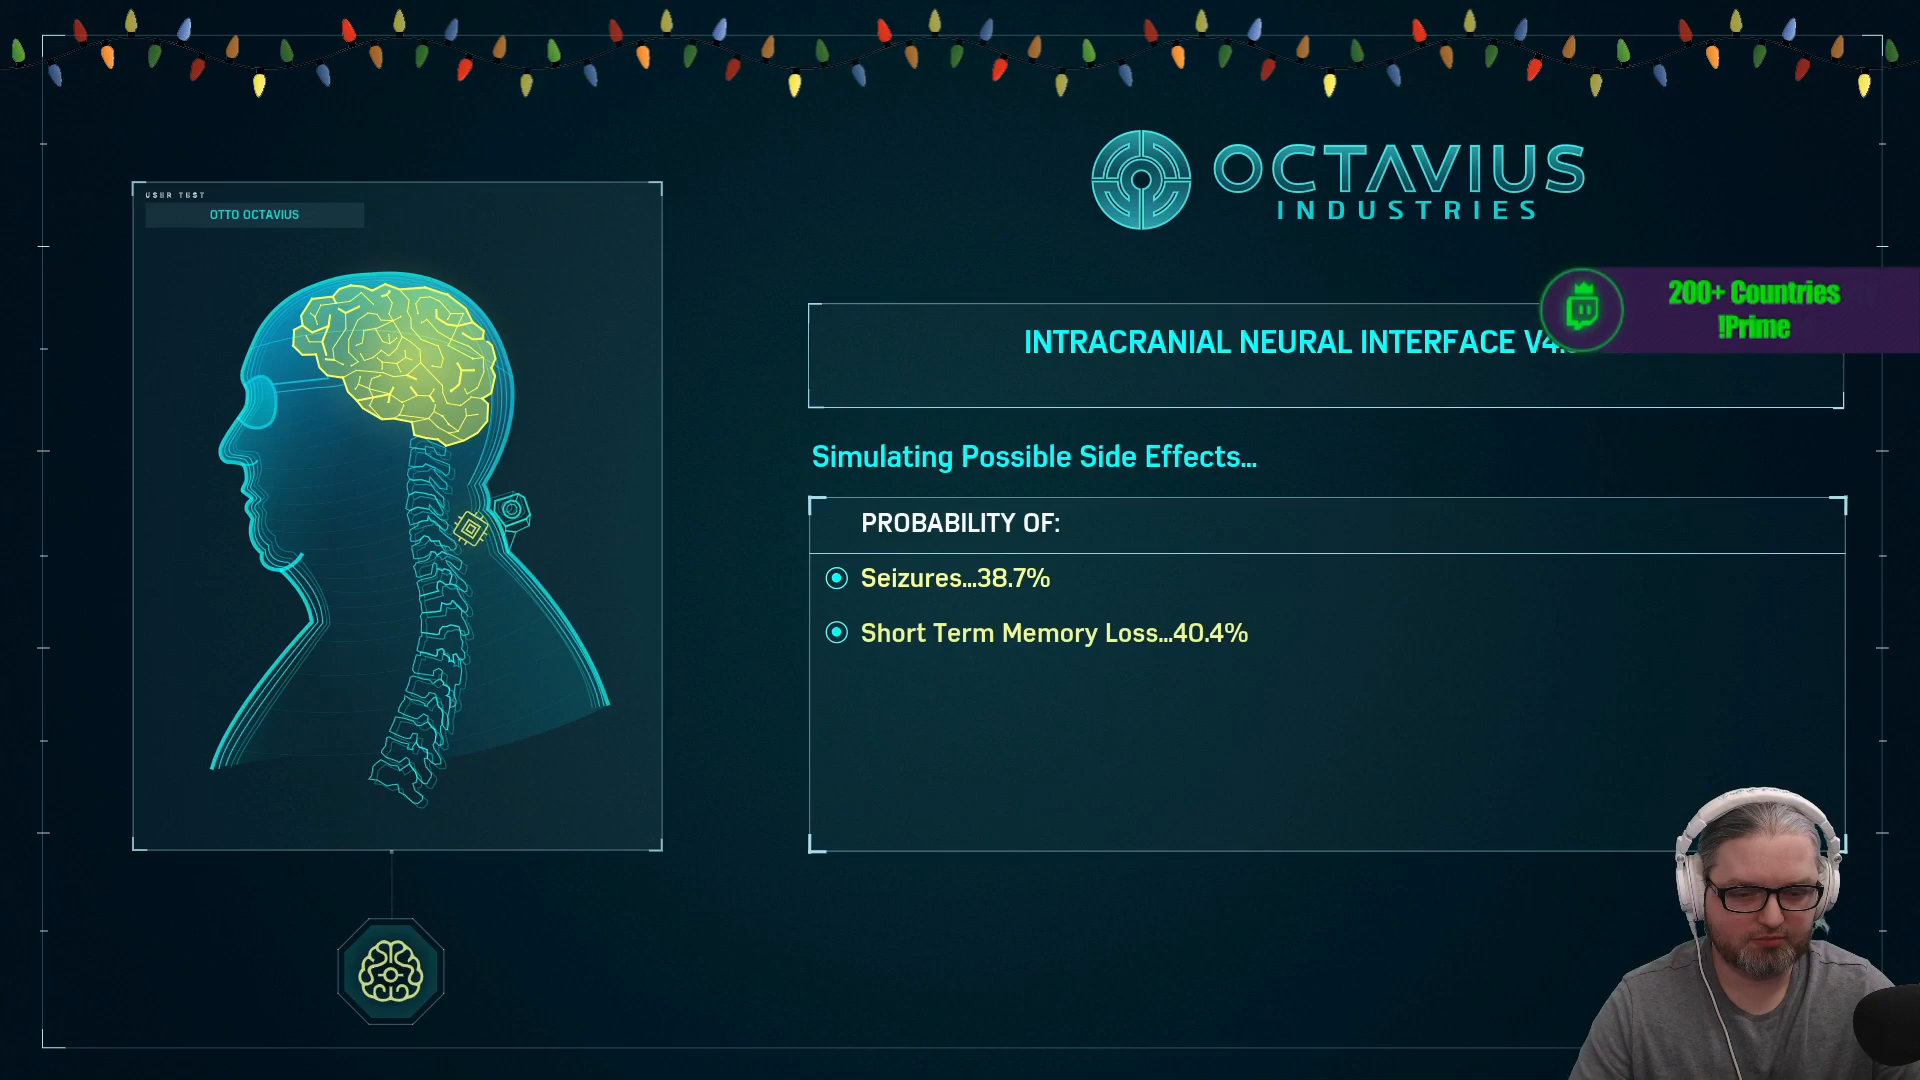 OCTAVIUS
INDUSTRIES
USER TEST
OTTO OCTAVIUS
200+ Countries
!Prime
INTRACRANIAL NEURAL INTERFACE
Simulating Possible Side Effects...
PROBABILITY OF:
Seizures...38.7%
Short Term Memory Loss...40.4%